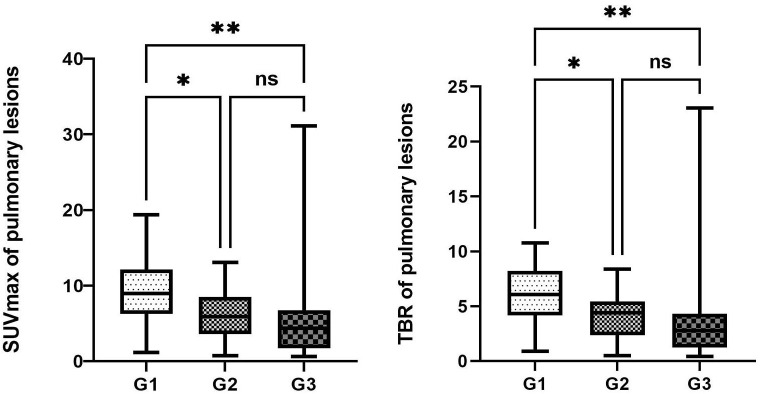 SUVmax of pulmonary lesions
40
30
20
10
0
**
*
ns
G1 G2 G3
TBR of pulmonary lesions
25
20
15
10
5
0
**
*
ns
G1 G2 G3